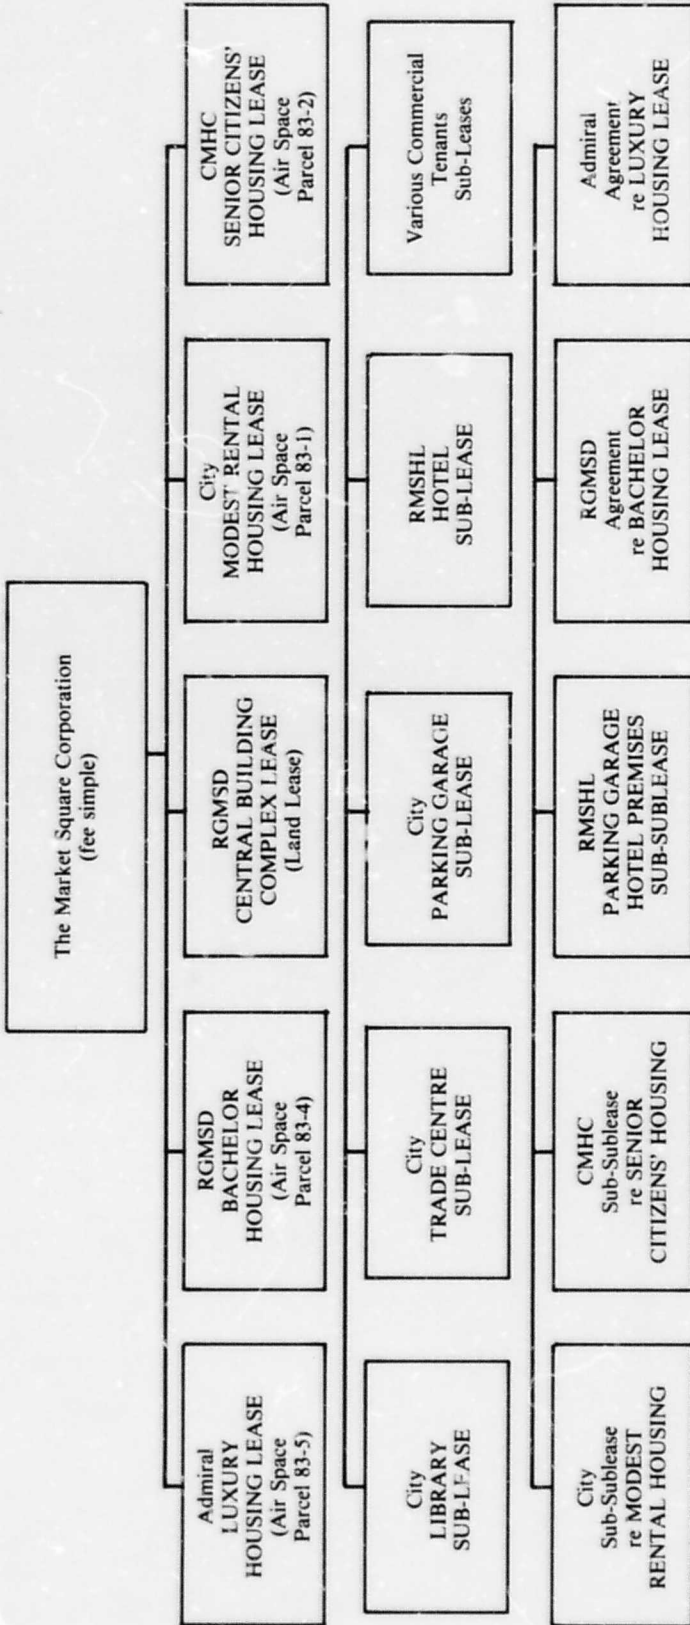 The Market Square Corporation
(fee simple)
Admiral
LUXURY
HOUSING LEASE
(Air Space
Parcel 83-5)
RGMSD
BACHELOR
HOUSING LEASE
(Air Space
Parcel 83-4)
RGMSD
CENTRAL BUILDING
COMPLEX LEASE
(Land Lease)
City
MODEST RENTAL
HOUSING LEASE
(Air Space
Parcel 83-1)
CMHC
SENIOR CITIZENS'
HOUSING LEASE
(Air Space
Parcel 83-2)
City
LIBRARY
SUB-LEASE
City
TRADE CENTRE
SUB-LEASE
City
PARKING GARAGE
SUB-LEASE
RMSHL
HOTEL
SUB-LEASE
Various Commercial
Tenants
Sub-Leases
City
Sub-Sublease
re MODEST
RENTAL HOUSING
CMHC
Sub-Sublease
re SENIOR
CITIZENS' HOUSING
RMSHL
PARKING GARAGE
HOTEL PREMISES
SUB-SUBLEASE
RGMSD
Agreement
re BACHELOR
HOUSING LEASE
Admiral
Agreement
re LUXURY
HOUSING LEASE